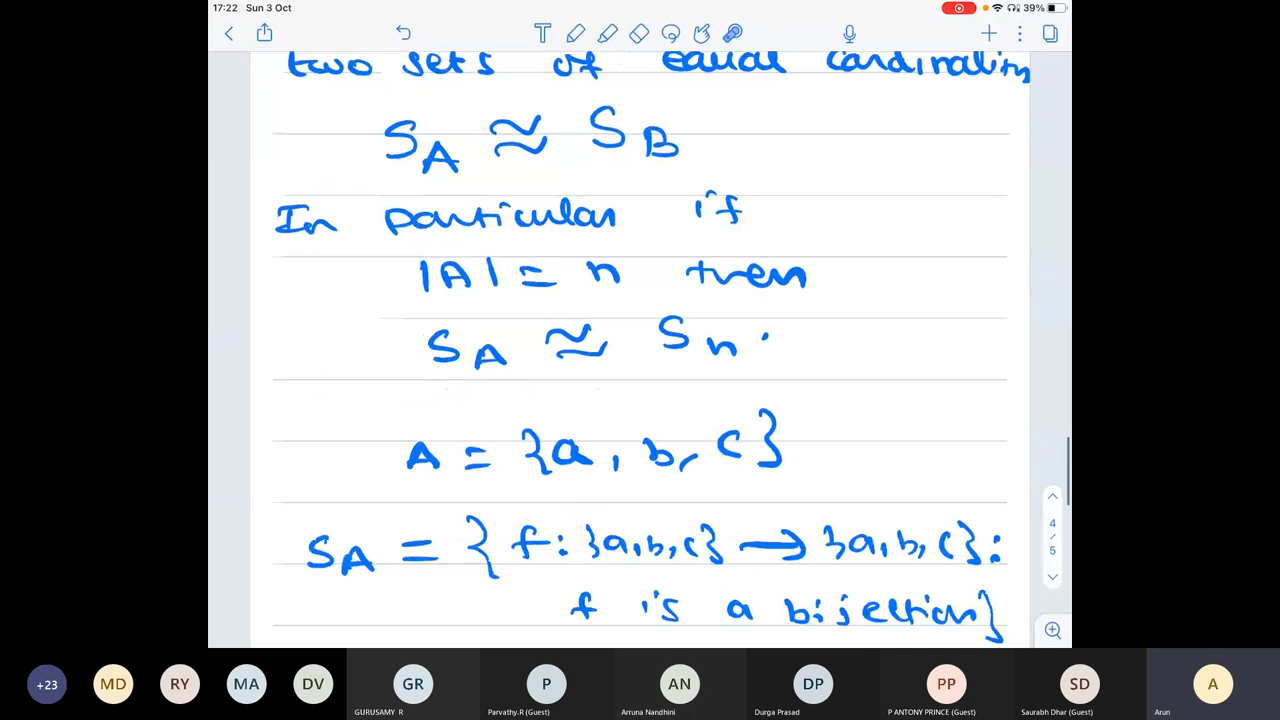 17:22 Sun 3 Oct
39%
two sets of equal cardinality
S_A ≅ S_B
In particular if
|A| = n then
S_A ≅ S_n.
A = {a, b, c}
S_A = { f: {a,b,c} → {a,b,c} :
f is a bijection}
4
/
5
+23
MD
RY
MA
DV
GR
P
AN
DP
PP
SD
A
GURUSAMY R
Parvathy.R (Guest)
Arruna Nandhini
Durga Prasad
P ANTONY PRINCE (Guest)
Saurabh Dhar (Guest)
Arun